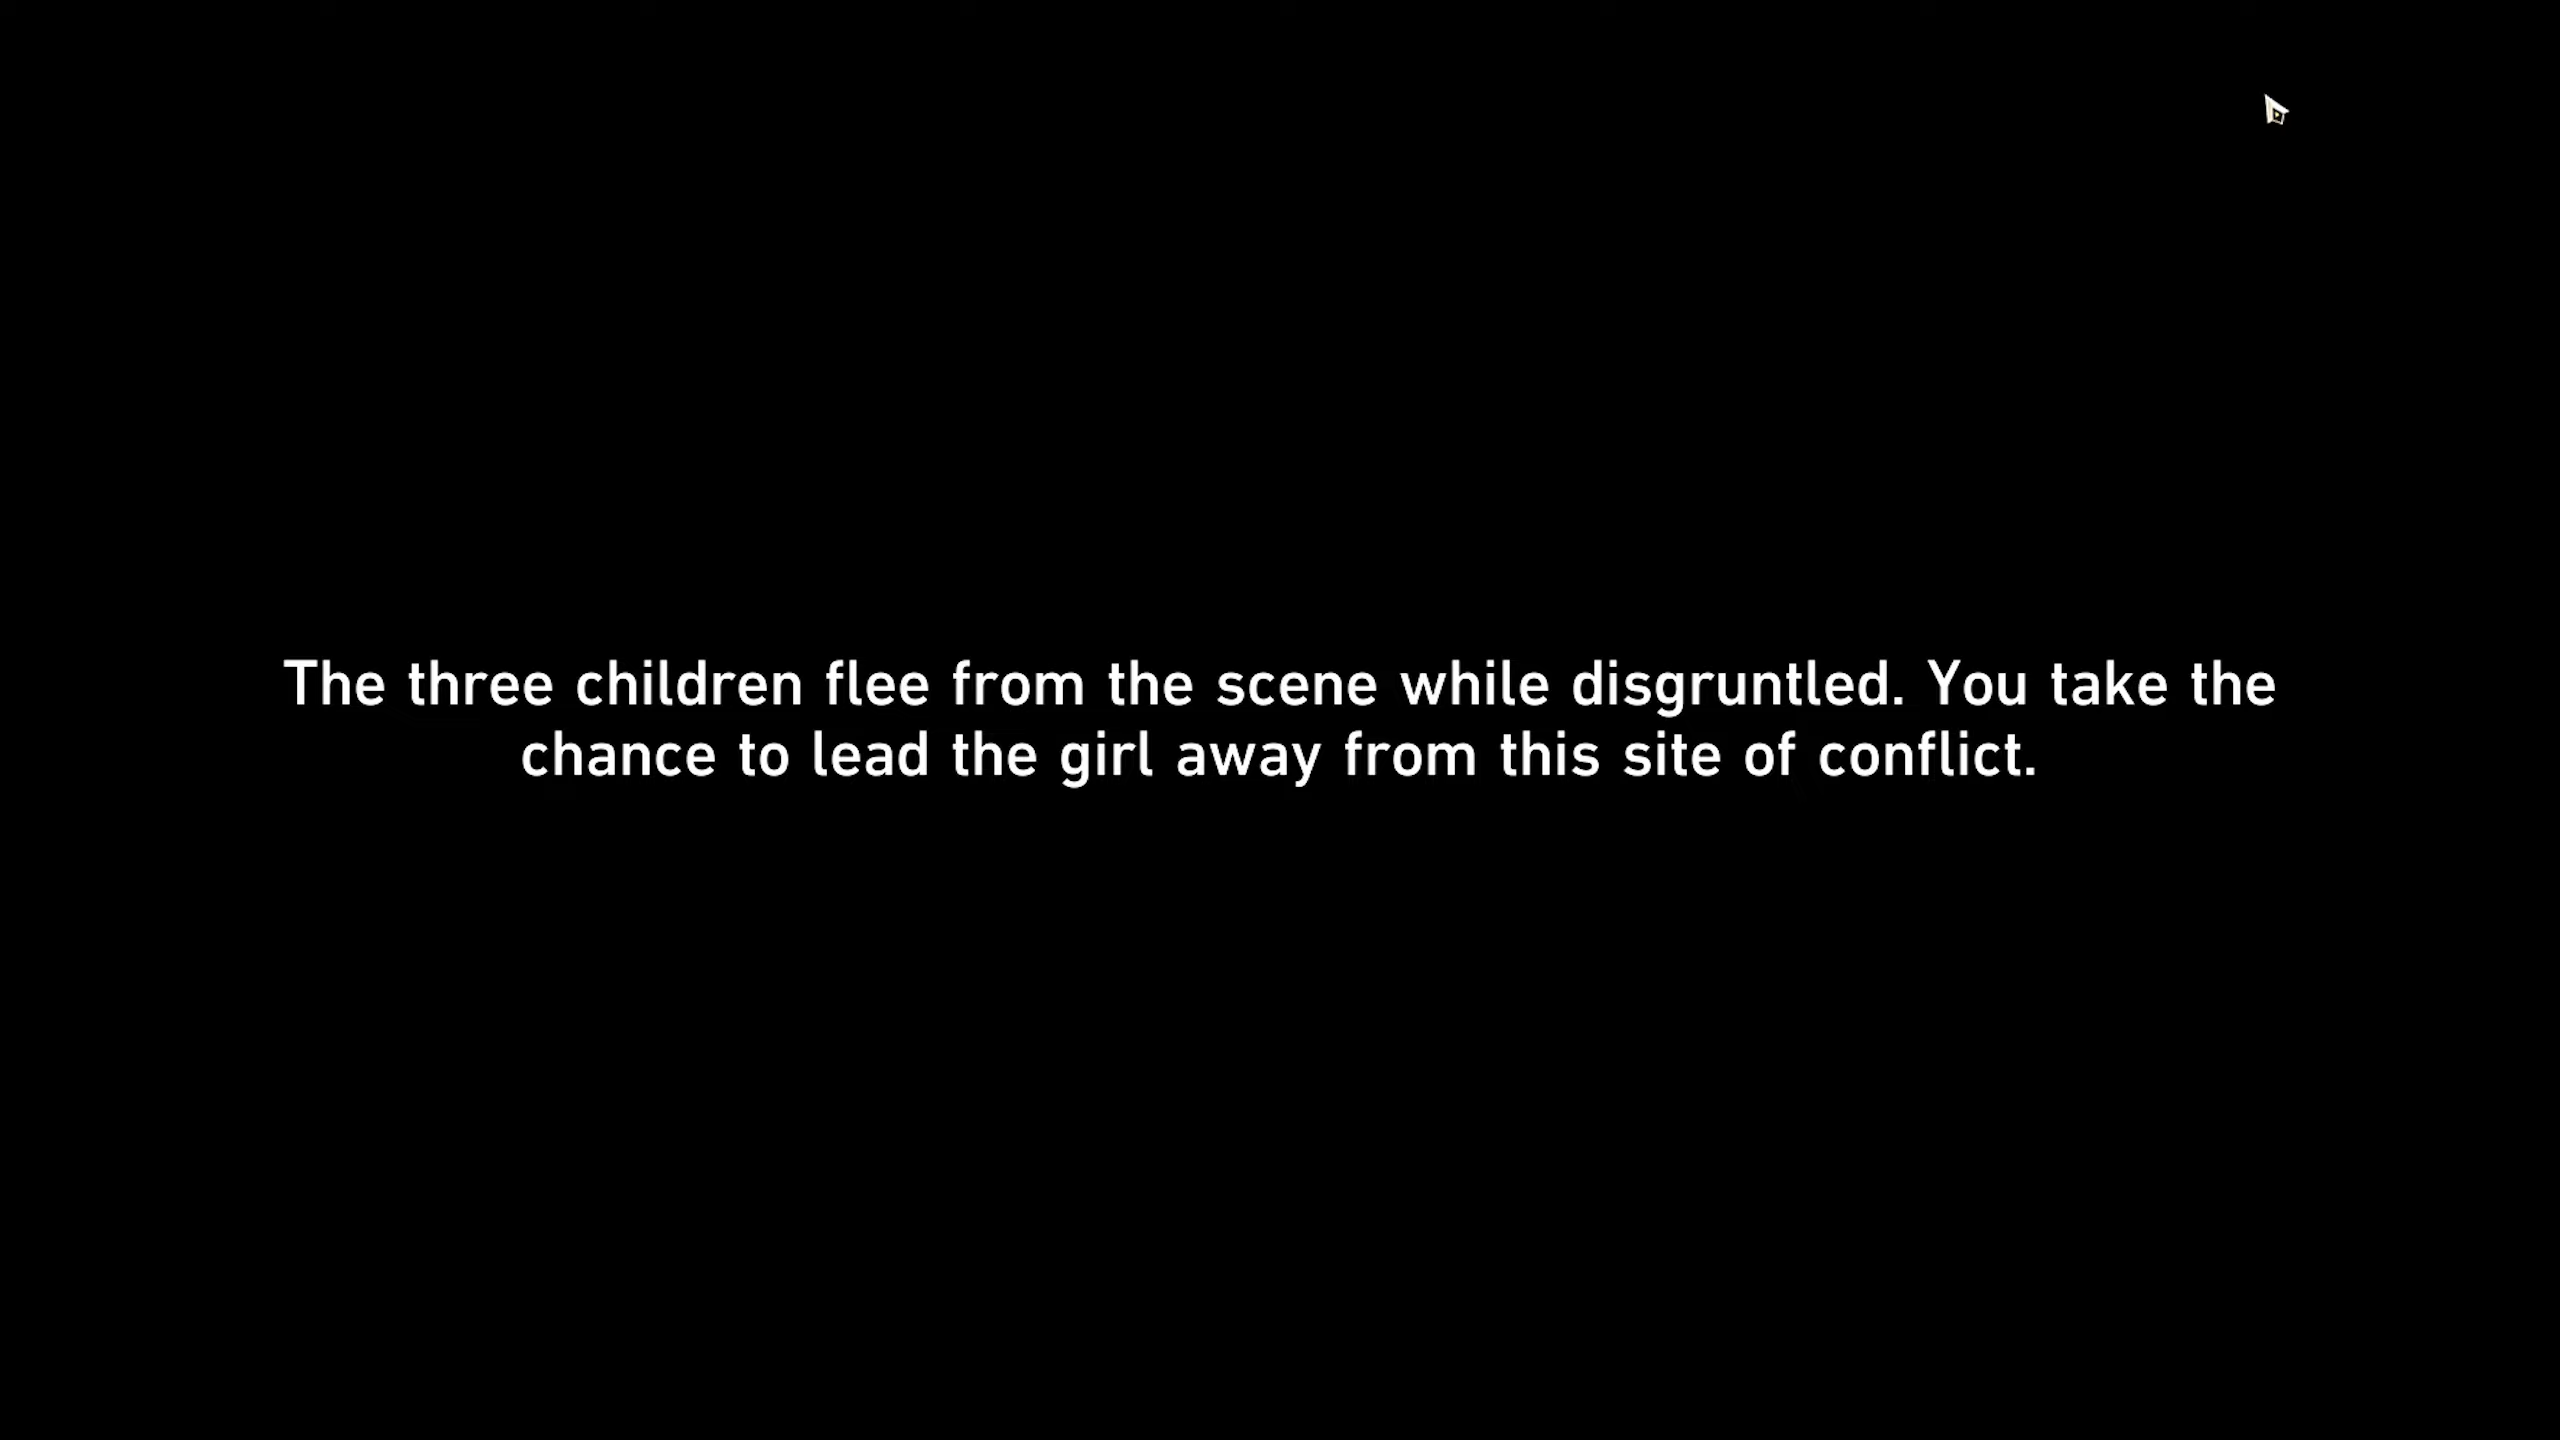 The three children flee from the scene while disgruntled. You take the
chance to lead the girl away from this site of conflict.